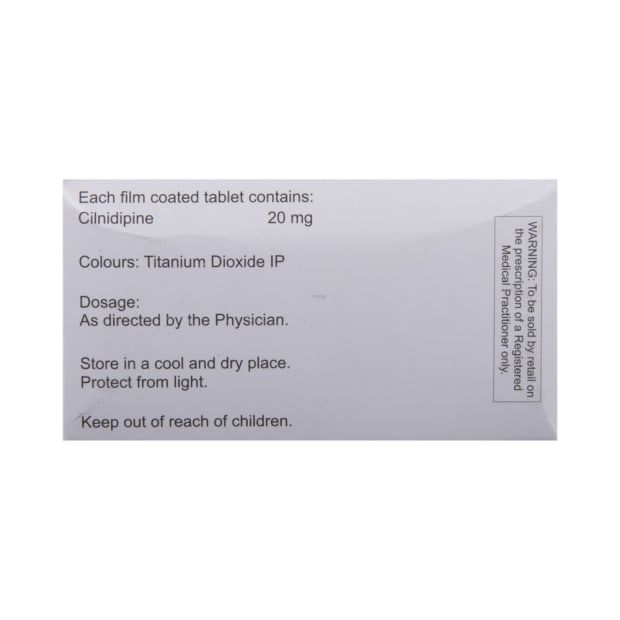 Each film coated tablet contains:
Cilnidipine 20 mg
Colours: Titanium Dioxide IP
Dosage:
As directed by the Physician.
Store in a cool and dry place.
Protect from light.
Keep out of reach of children.
WARNING: To be sold by retail on
the prescription of a Registered
Medical Practitioner only.